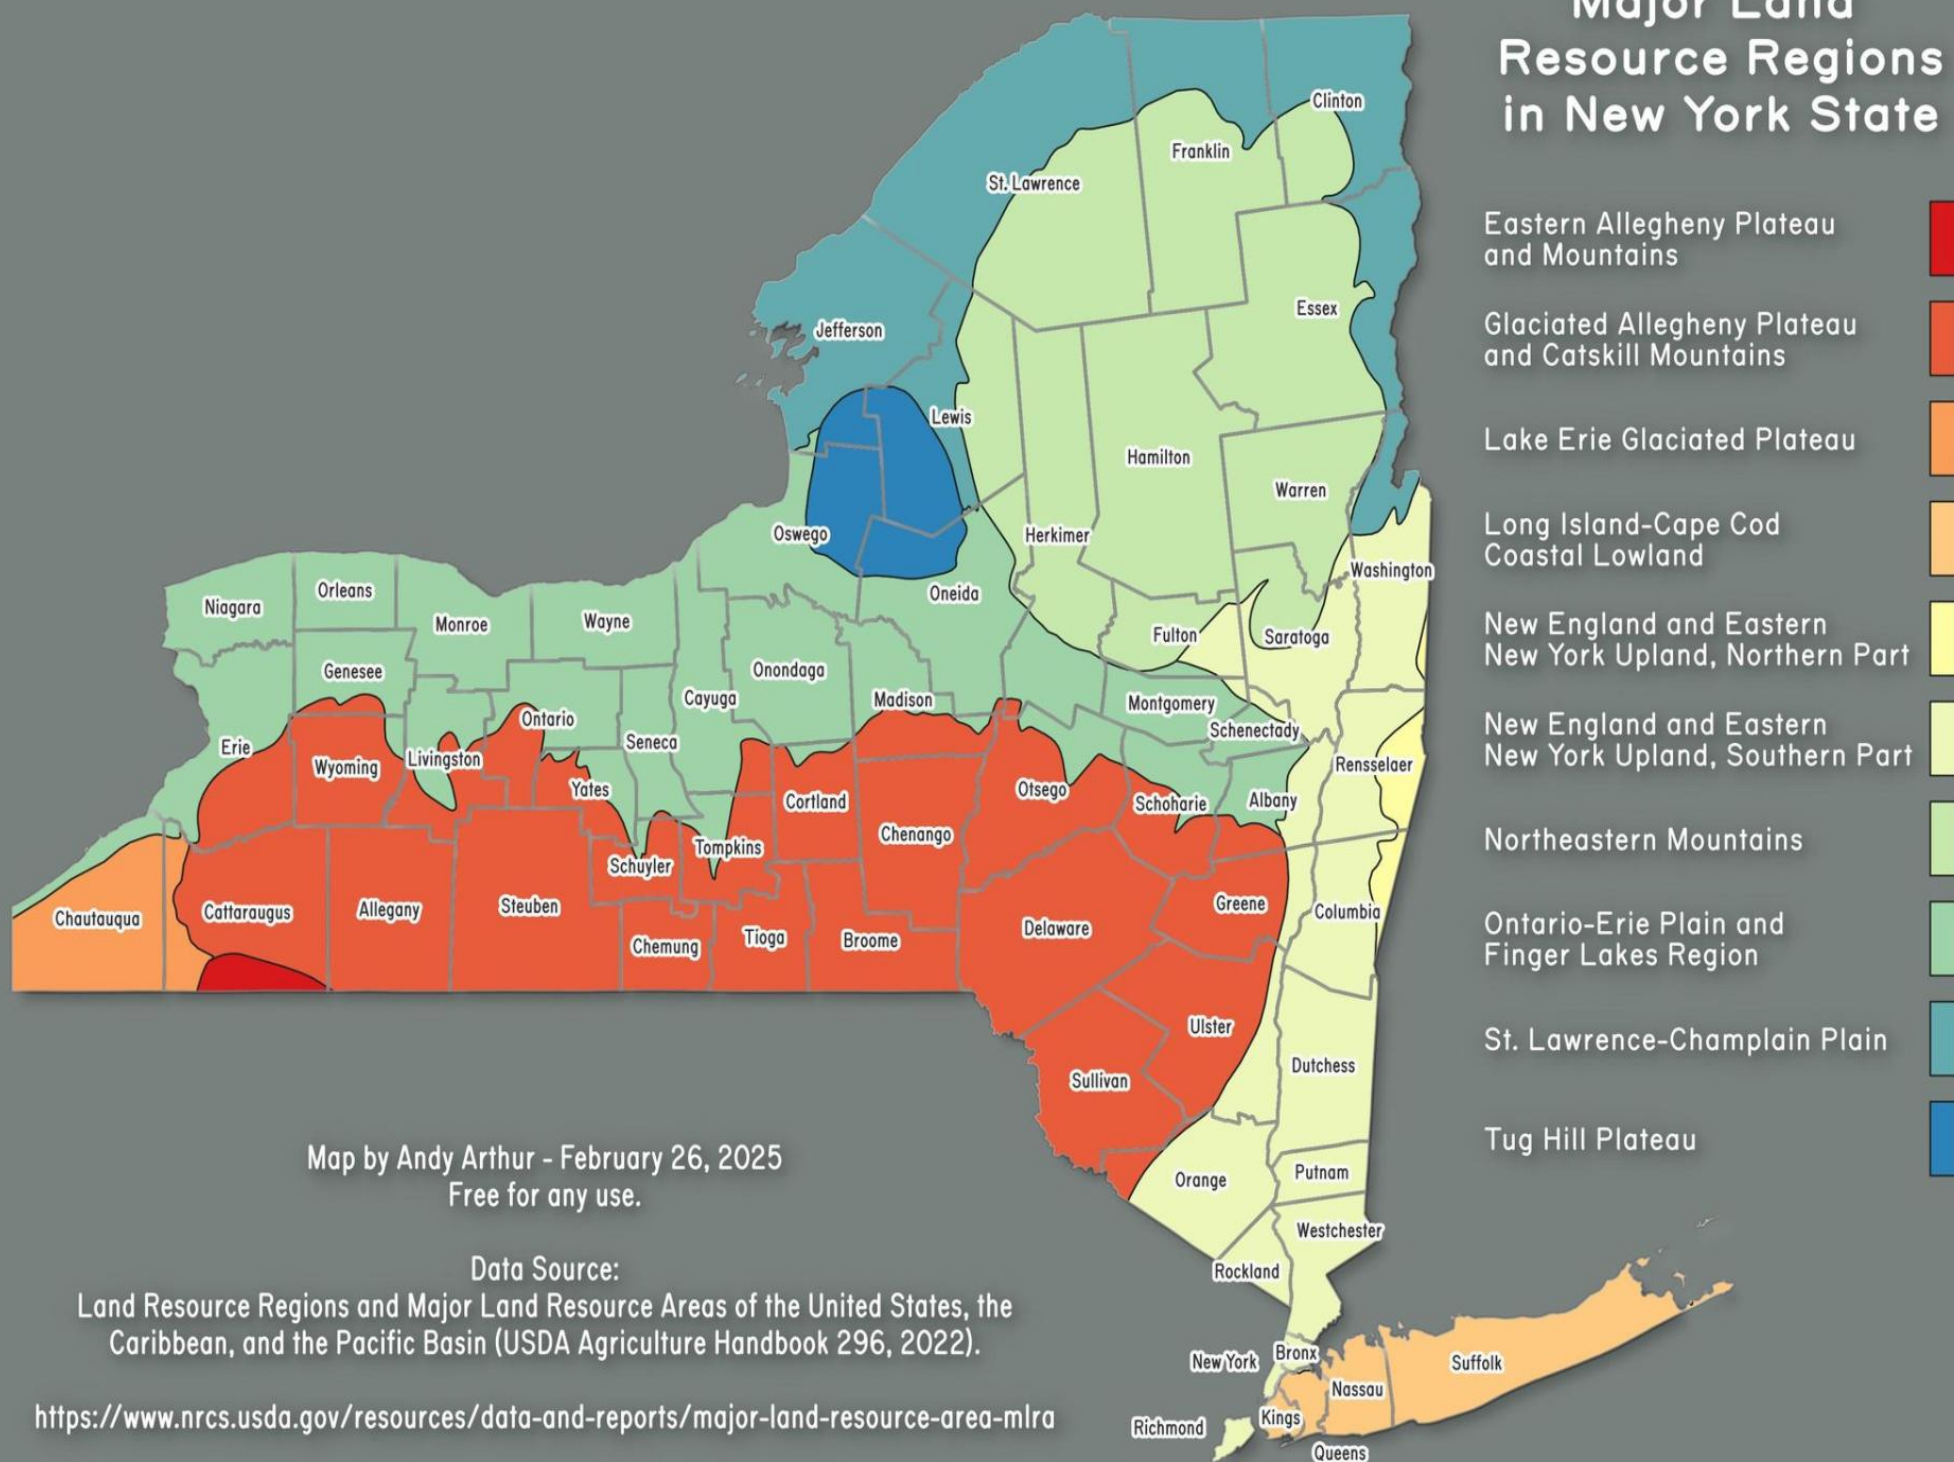 Major Land
Resource Regions
in New York State
Eastern Allegheny Plateau
and Mountains
Glaciated Allegheny Plateau
and Catskill Mountains
Lake Erie Glaciated Plateau
Long Island-Cape Cod
Coastal Lowland
New England and Eastern
New York Upland, Northern Part
New England and Eastern
New York Upland, Southern Part
Northeastern Mountains
Ontario-Erie Plain and
Finger Lakes Region
St. Lawrence-Champlain Plain
Tug Hill Plateau
Clinton
Franklin
St. Lawrence
Essex
Jefferson
Lewis
Hamilton
Warren
Oswego
Herkimer
Washington
Oneida
Niagara
Orleans
Monroe
Wayne
Fulton
Saratoga
Genesee
Onondaga
Cayuga
Madison
Montgomery
Ontario
Schenectady
Erie
Seneca
Livingston
Wyoming
Rensselaer
Yates
Otsego
Cortland
Schoharie
Albany
Chenango
Tompkins
Schuyler
Chautauqua
Cattaraugus
Allegany
Steuben
Greene
Columbia
Chemung
Tioga
Broome
Delaware
Ulster
Dutchess
Sullivan
Orange
Putnam
Westchester
Rockland
New York
Bronx
Suffolk
Nassau
Richmond
Kings
Queens
Map by Andy Arthur - February 26, 2025
Free for any use.
Data Source:
Land Resource Regions and Major Land Resource Areas of the United States, the
Caribbean, and the Pacific Basin (USDA Agriculture Handbook 296, 2022).
https://www.nrcs.usda.gov/resources/data-and-reports/major-land-resource-area-mlra